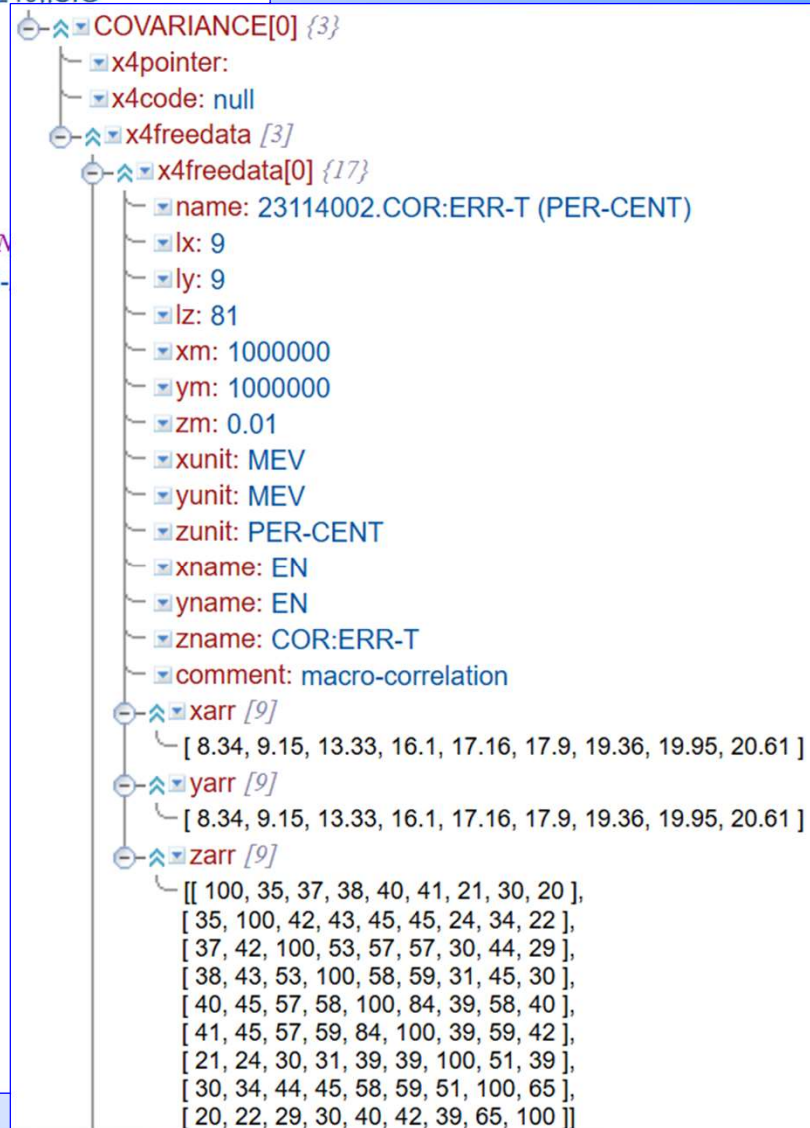 COVARIANCE[0] {3}
x4pointer:
x4code: null
x4freedata [3]
x4freedata[0] {17}
name: 23114002.COR:ERR-T (PER-CENT)
lx: 9
ly: 9
lz: 81
xm: 1000000
ym: 1000000
zm: 0.01
xunit: MEV
yunit: MEV
zunit: PER-CENT
xname: EN
yname: EN
zname: COR:ERR-T
comment: macro-correlation
xarr [9]
[ 8.34, 9.15, 13.33, 16.1, 17.16, 17.9, 19.36, 19.95, 20.61 ]
yarr [9]
[ 8.34, 9.15, 13.33, 16.1, 17.16, 17.9, 19.36, 19.95, 20.61 ]
zarr [9]
[[ 100, 35, 37, 38, 40, 41, 21, 30, 20 ],
[ 35, 100, 42, 43, 45, 45, 24, 34, 22 ],
[ 37, 42, 100, 53, 57, 57, 30, 44, 29 ],
[ 38, 43, 53, 100, 58, 59, 31, 45, 30 ],
[ 40, 45, 57, 58, 100, 84, 39, 58, 40 ],
[ 41, 45, 57, 59, 84, 100, 39, 59, 42 ],
[ 21, 24, 30, 31, 39, 39, 100, 51, 39 ],
[ 30, 34, 44, 45, 58, 59, 51, 100, 65 ],
[ 20, 22, 29, 30, 40, 42, 39, 65, 100 ]]